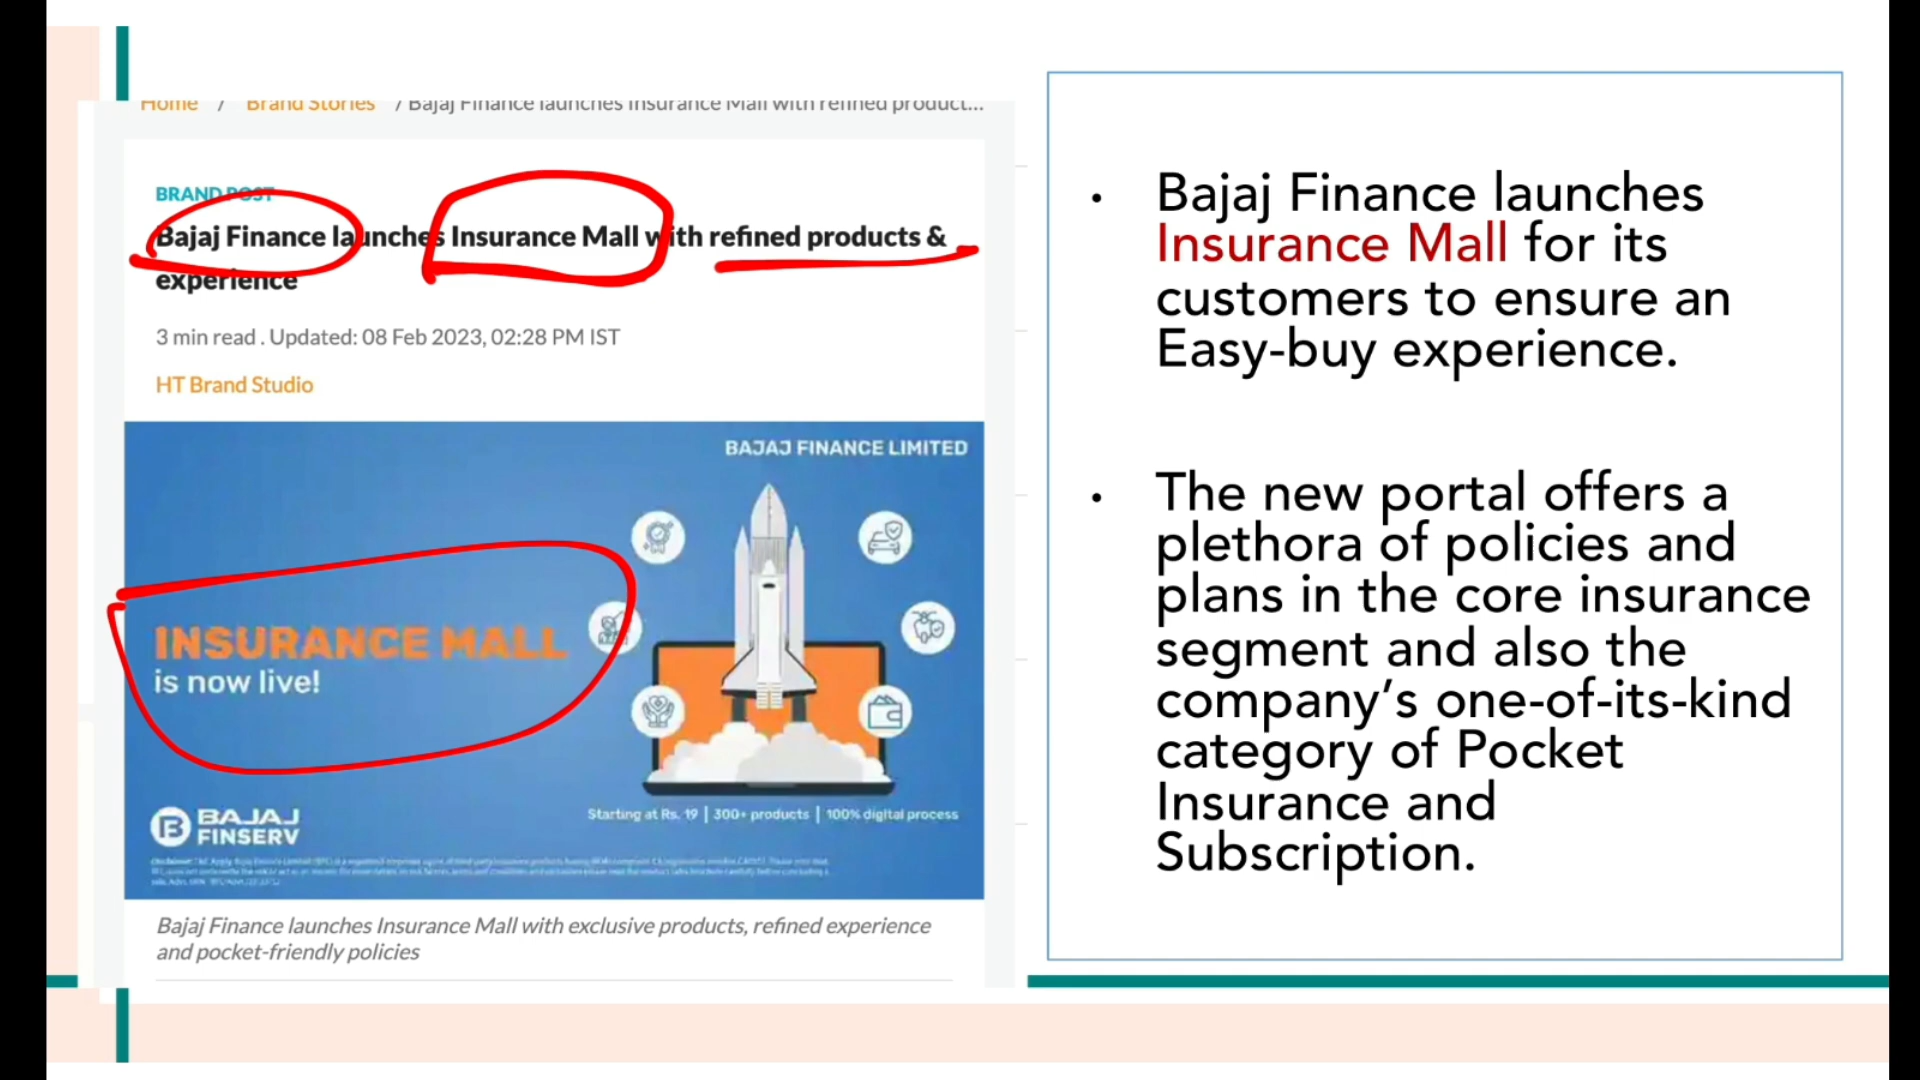 Home / Brand Stories / Bajaj Finance launches Insurance Mall with refined product...
BRAND POST
Bajaj Finance launches Insurance Mall with refined products &
experience
3 min read . Updated: 08 Feb 2023, 02:28 PM IST
HT Brand Studio
BAJAJ FINANCE LIMITED
INSURANCE MALL
is now live!
BAJAJ
FINSERV
Starting at Rs. 19 | 300+ products | 100% digital process
Bajaj Finance launches Insurance Mall with exclusive products, refined experience
and pocket-friendly policies
• Bajaj Finance launches
Insurance Mall for its
customers to ensure an
Easy-buy experience.
• The new portal offers a
plethora of policies and
plans in the core insurance
segment and also the
company’s one-of-its-kind
category of Pocket
Insurance and
Subscription.